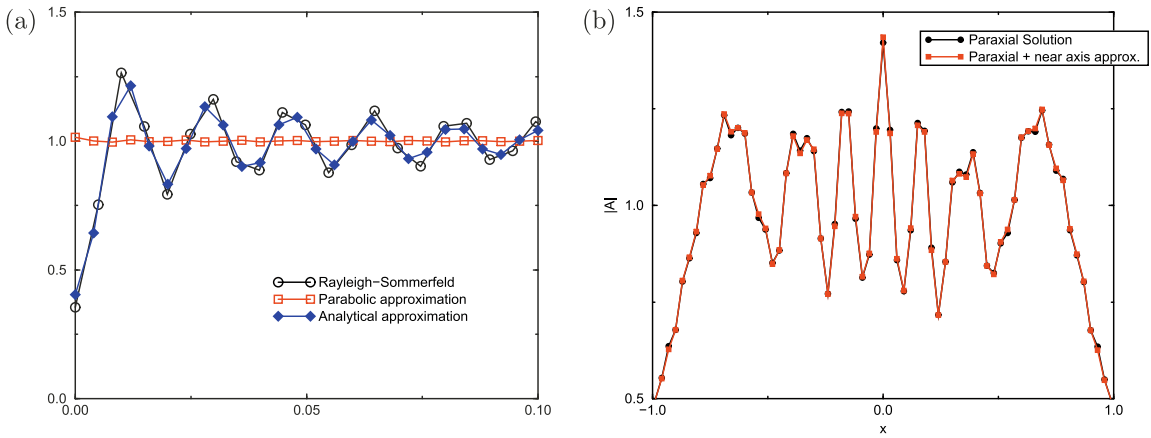 (a)
1.5
1.0
0.5
0.0
0.00
0.05
0.10
Rayleigh−Sommerfeld
Parabolic approximation
Analytical approximation
(b)
1.5
1.0
0.5
|A|
−1.0
0.0
1.0
x
Paraxial Solution
Paraxial + near axis approx.